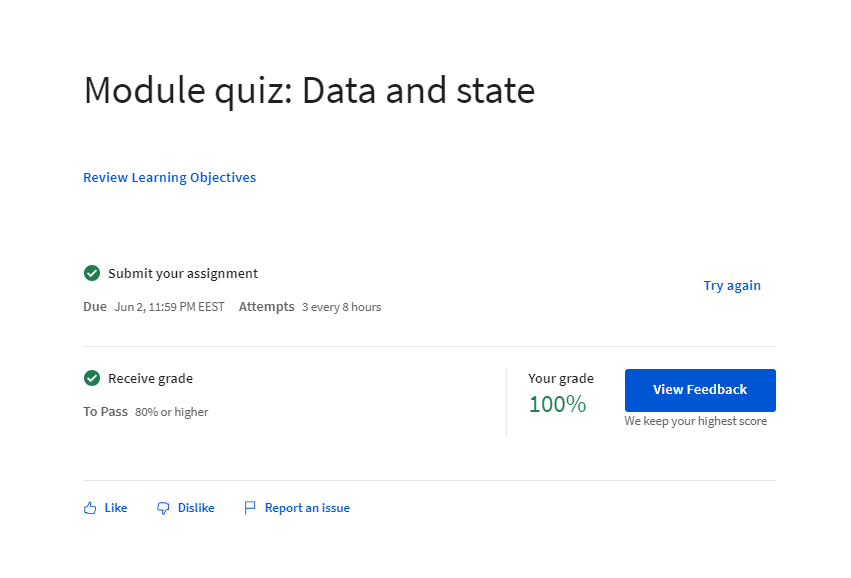 Module quiz: Data and state
Review Learning Objectives
Submit your assignment
Due Jun 2, 11:59 PM EEST Attempts 3 every 8 hours
Try again
Receive grade
To Pass 80% or higher
Your grade
100%
View Feedback
We keep your highest score
Like Dislike Report an issue